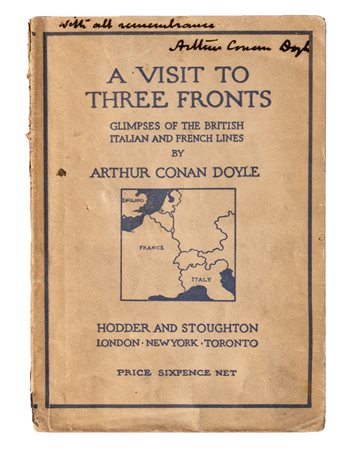 With all remembrance
Arthur Conan Doyle
A VISIT TO
THREE FRONTS
GLIMPSES OF THE BRITISH
ITALIAN AND FRENCH LINES
BY
ARTHUR CONAN DOYLE
ENGLAND
FRANCE
ITALY
HODDER AND STOUGHTON
LONDON · NEW YORK · TORONTO
PRICE SIXPENCE NET